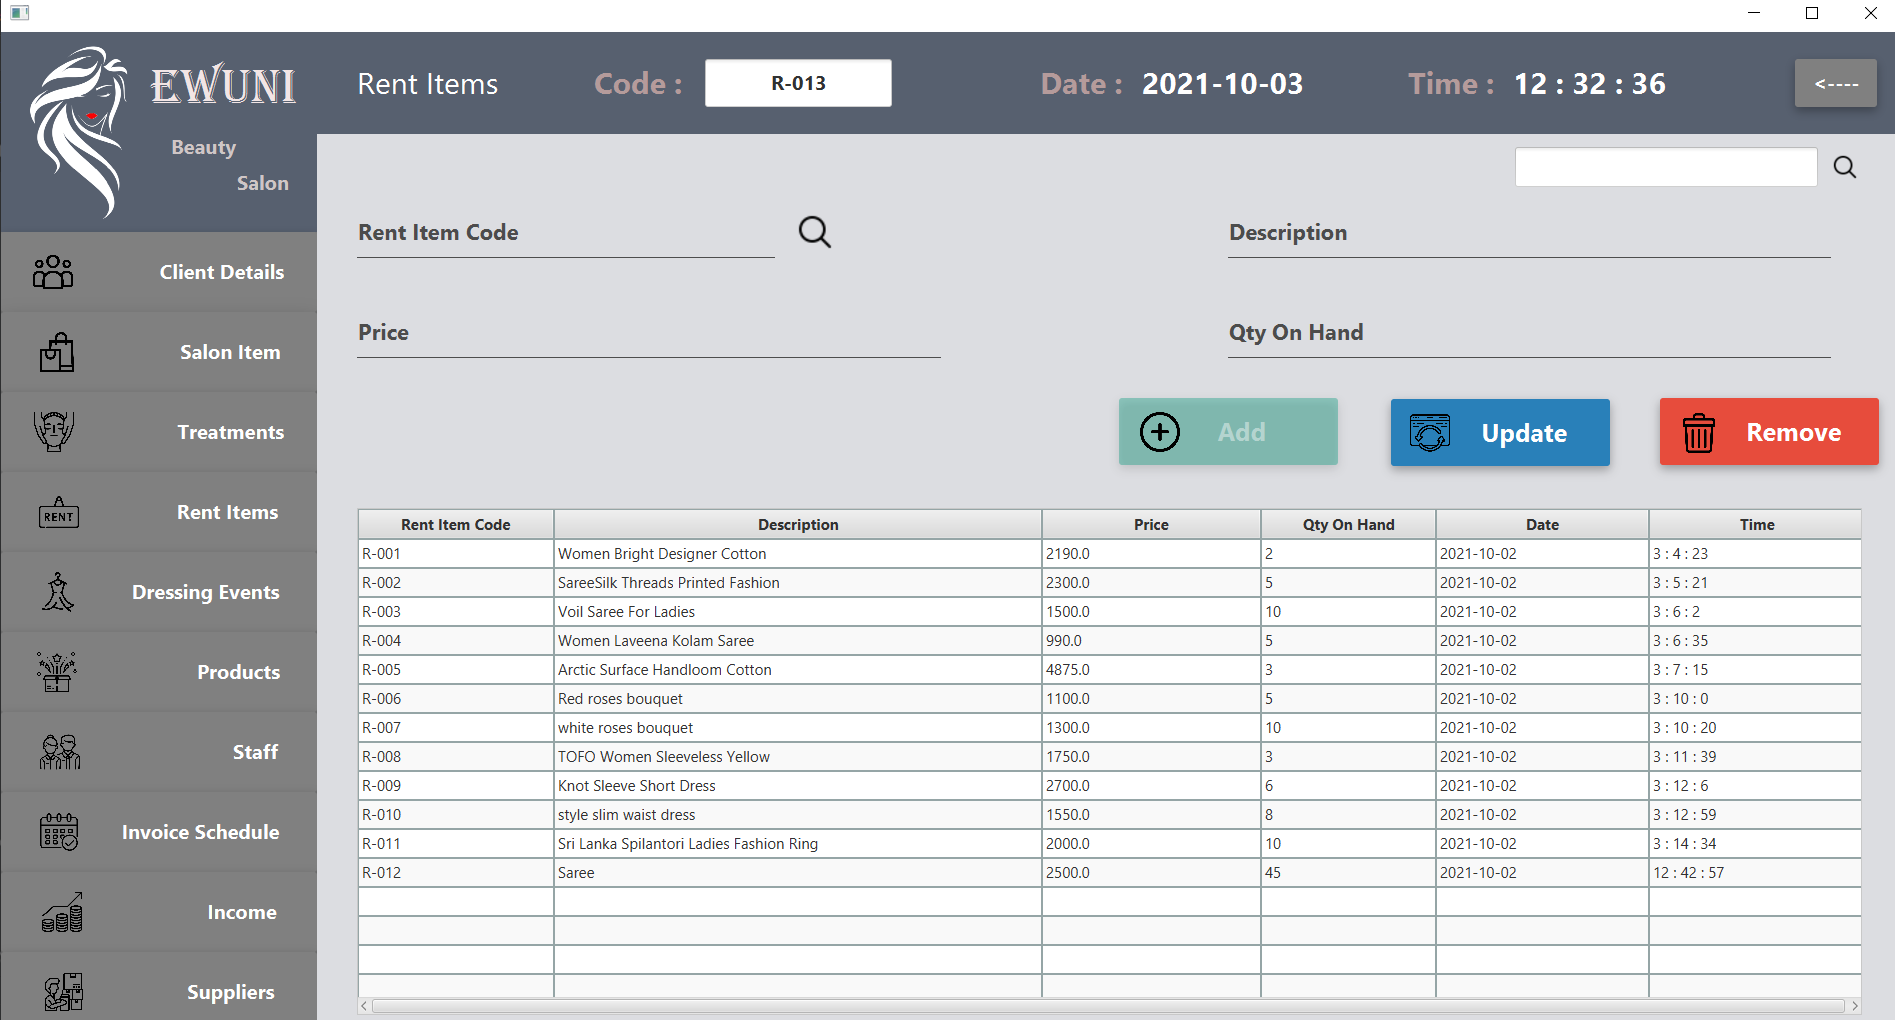 EWUNI
Beauty
Salon
Rent Items Code : R-013 Date : 2021-10-03 Time : 12 : 32 : 36 <----
Client Details
Salon Item
Treatments
RENT Rent Items
Dressing Events
Products
Staff
Invoice Schedule
Income
Suppliers
Rent Item Code Description
Price Qty On Hand
Add Update Remove
Rent Item Code Description Price Qty On Hand Date Time
R-001 Women Bright Designer Cotton 2190.0 2 2021-10-02 3 : 4 : 23
R-002 SareeSilk Threads Printed Fashion 2300.0 5 2021-10-02 3 : 5 : 21
R-003 Voil Saree For Ladies 1500.0 10 2021-10-02 3 : 6 : 2
R-004 Women Laveena Kolam Saree 990.0 5 2021-10-02 3 : 6 : 35
R-005 Arctic Surface Handloom Cotton 4875.0 3 2021-10-02 3 : 7 : 15
R-006 Red roses bouquet 1100.0 5 2021-10-02 3 : 10 : 0
R-007 white roses bouquet 1300.0 10 2021-10-02 3 : 10 : 20
R-008 TOFO Women Sleeveless Yellow 1750.0 3 2021-10-02 3 : 11 : 39
R-009 Knot Sleeve Short Dress 2700.0 6 2021-10-02 3 : 12 : 6
R-010 style slim waist dress 1550.0 8 2021-10-02 3 : 12 : 59
R-011 Sri Lanka Spilantori Ladies Fashion Ring 2000.0 10 2021-10-02 3 : 14 : 34
R-012 Saree 2500.0 45 2021-10-02 12 : 42 : 57